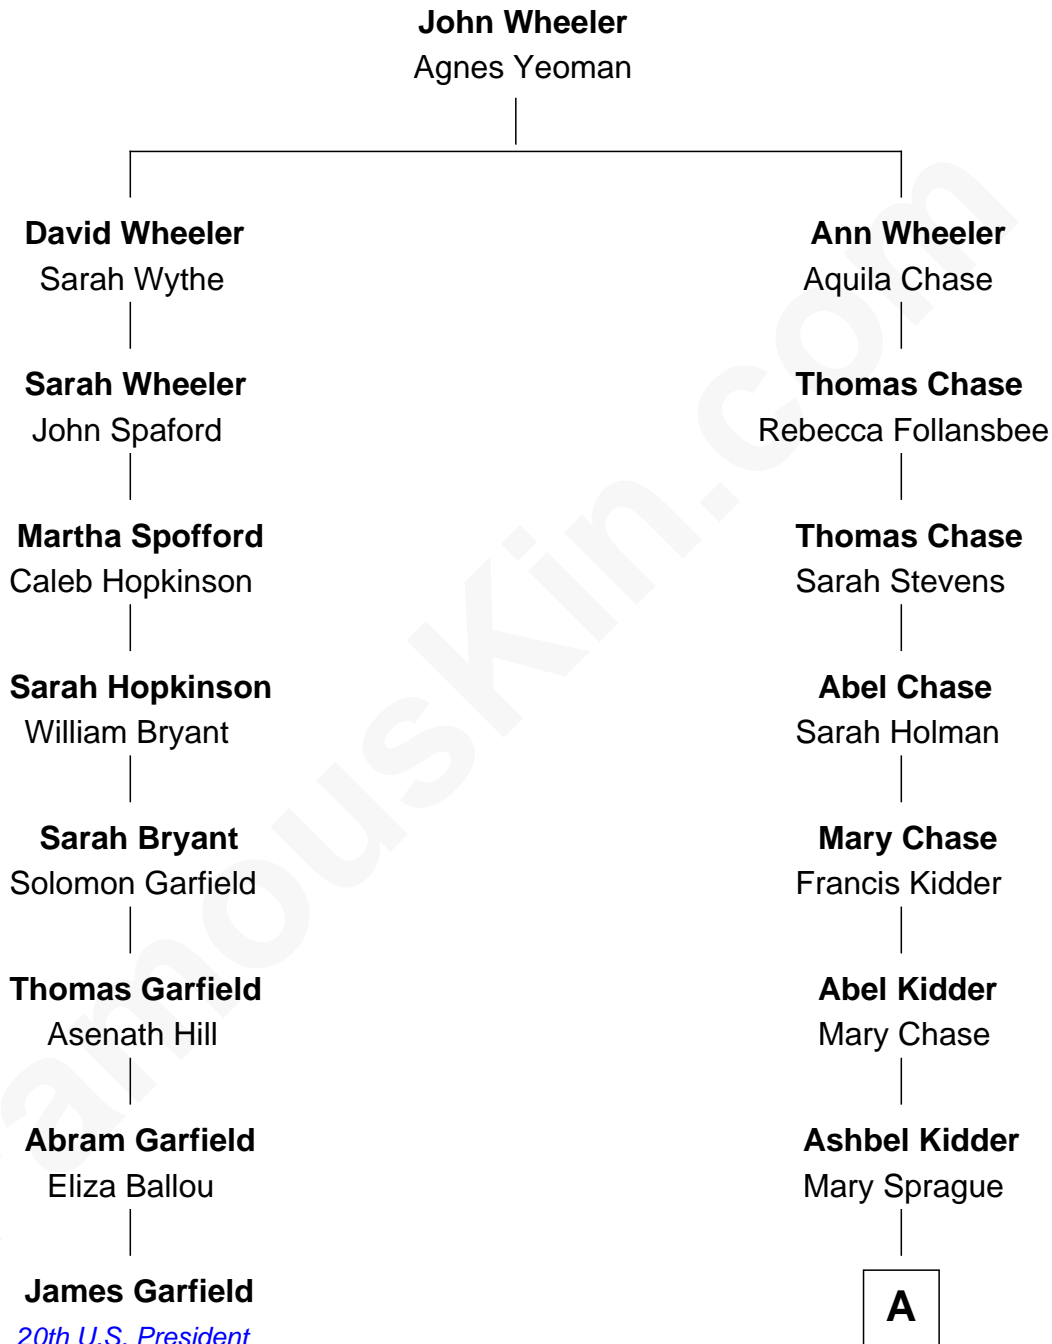 John Wheeler
Agnes Yeoman
David Wheeler
Sarah Wythe
Sarah Wheeler
John Spaford
Martha Spofford
Caleb Hopkinson
Sarah Hopkinson
William Bryant
Sarah Bryant
Solomon Garfield
Thomas Garfield
Asenath Hill
Abram Garfield
Eliza Ballou
James Garfield
20th U.S. President
Ann Wheeler
Aquila Chase
Thomas Chase
Rebecca Follansbee
Thomas Chase
Sarah Stevens
Abel Chase
Sarah Holman
Mary Chase
Francis Kidder
Abel Kidder
Mary Chase
Ashbel Kidder
Mary Sprague
A
amousKin.com